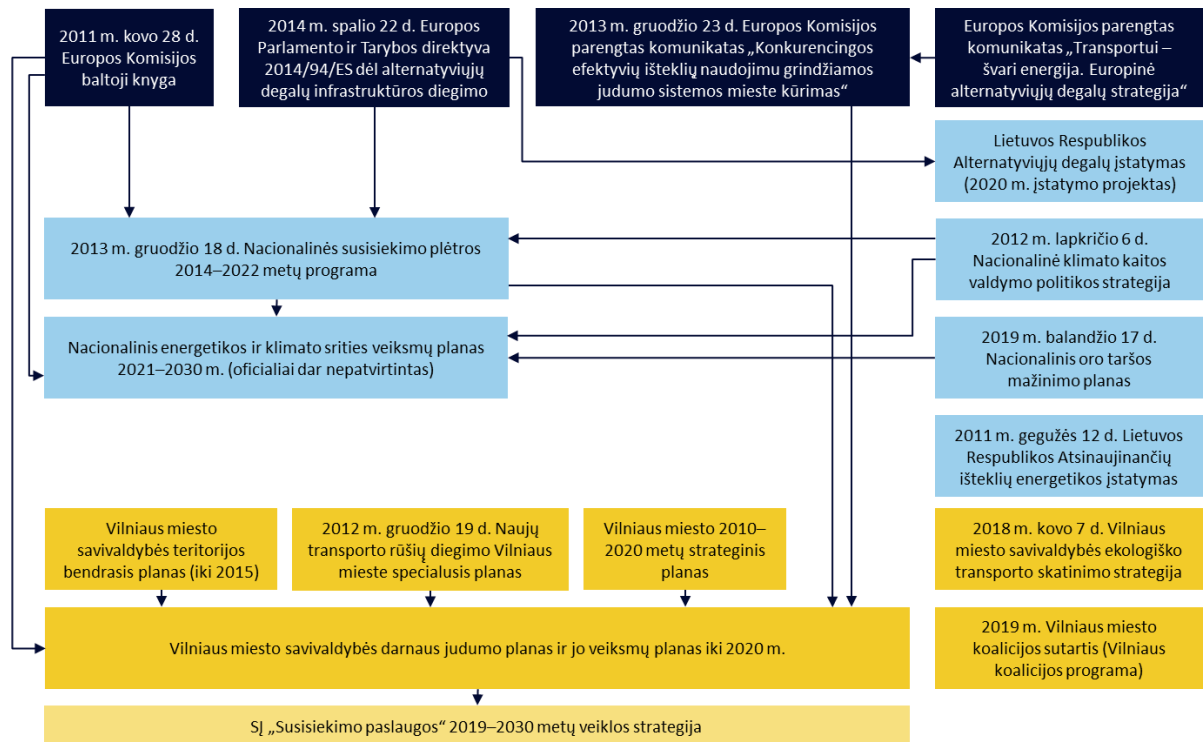 2011 m. kovo 28 d.
Europos Komisijos
baltoji knyga
2014 m. spalio 22 d. Europos
Parlamento ir Tarybos direktyva
2014/94/ES dėl alternatyviųjų
degalų infrastruktūros diegimo
2013 m. gruodžio 23 d. Europos Komisijos
parengtas komunikatas „Konkurencingos
efektyvių išteklių naudojimu grindžiamos
judumo sistemos mieste kūrimas“
Europos Komisijos parengtas
komunikatas „Transportui –
švari energija. Europinė
alternatyviųjų degalų strategija“
Lietuvos Respublikos
Alternatyviųjų degalų įstatymas
(2020 m. įstatymo projektas)
2013 m. gruodžio 18 d. Nacionalinės susisiekimo plėtros
2014–2022 metų programa
2012 m. lapkričio 6 d.
Nacionalinė klimato kaitos
valdymo politikos strategija
Nacionalinis energetikos ir klimato srities veiksmų planas
2021–2030 m. (oficialiai dar nepatvirtintas)
2019 m. balandžio 17 d.
Nacionalinis oro taršos
mažinimo planas
2011 m. gegužės 12 d. Lietuvos
Respublikos Atsinaujinančių
išteklių energetikos įstatymas
Vilniaus miesto
savivaldybės teritorijos
bendrasis planas (iki 2015)
2012 m. gruodžio 19 d. Naujų
transporto rūšių diegimo Vilniaus
mieste specialusis planas
Vilniaus miesto 2010–
2020 metų strateginis
planas
2018 m. kovo 7 d. Vilniaus
miesto savivaldybės ekologiško
transporto skatinimo strategija
Vilniaus miesto savivaldybės darnaus judumo planas ir jo veiksmų planas iki 2020 m.
2019 m. Vilniaus miesto
koalicijos sutartis (Vilniaus
koalicijos programa)
SĮ „Susisiekimo paslaugos“ 2019–2030 metų veiklos strategija